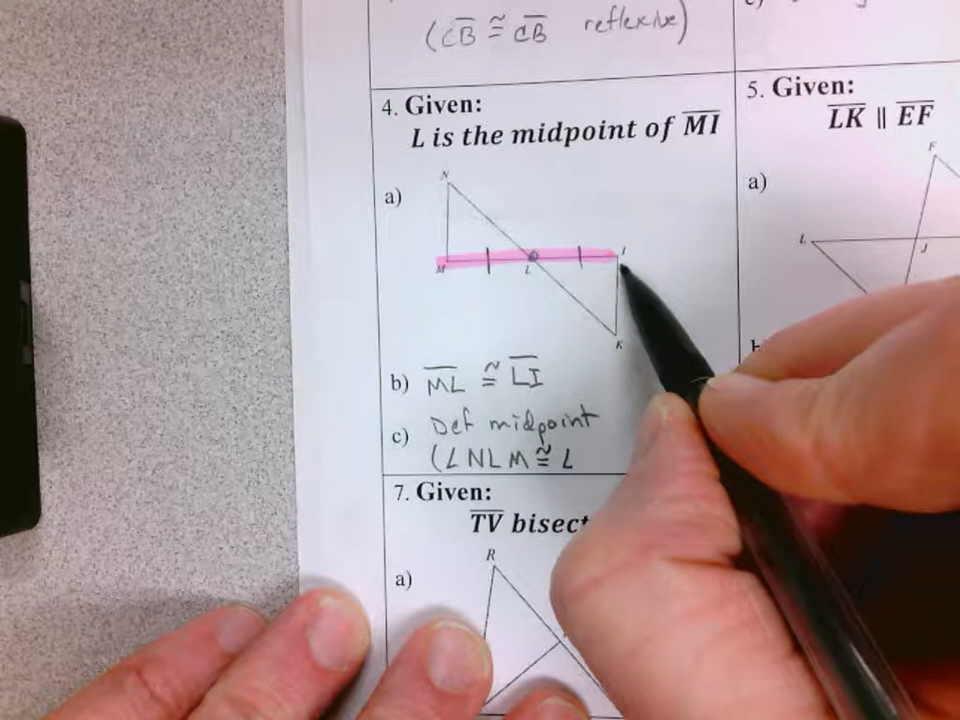 (CB ≅ CB reflexive)
4. Given:
L is the midpoint of MI
a)
N
M
L
I
K
b) ML ≅ LI
c) Def midpoint
(∠NLM ≅ ∠
5. Given:
LK ∥ EF
a)
F
L
J
7. Given:
TV bisect
a)
R